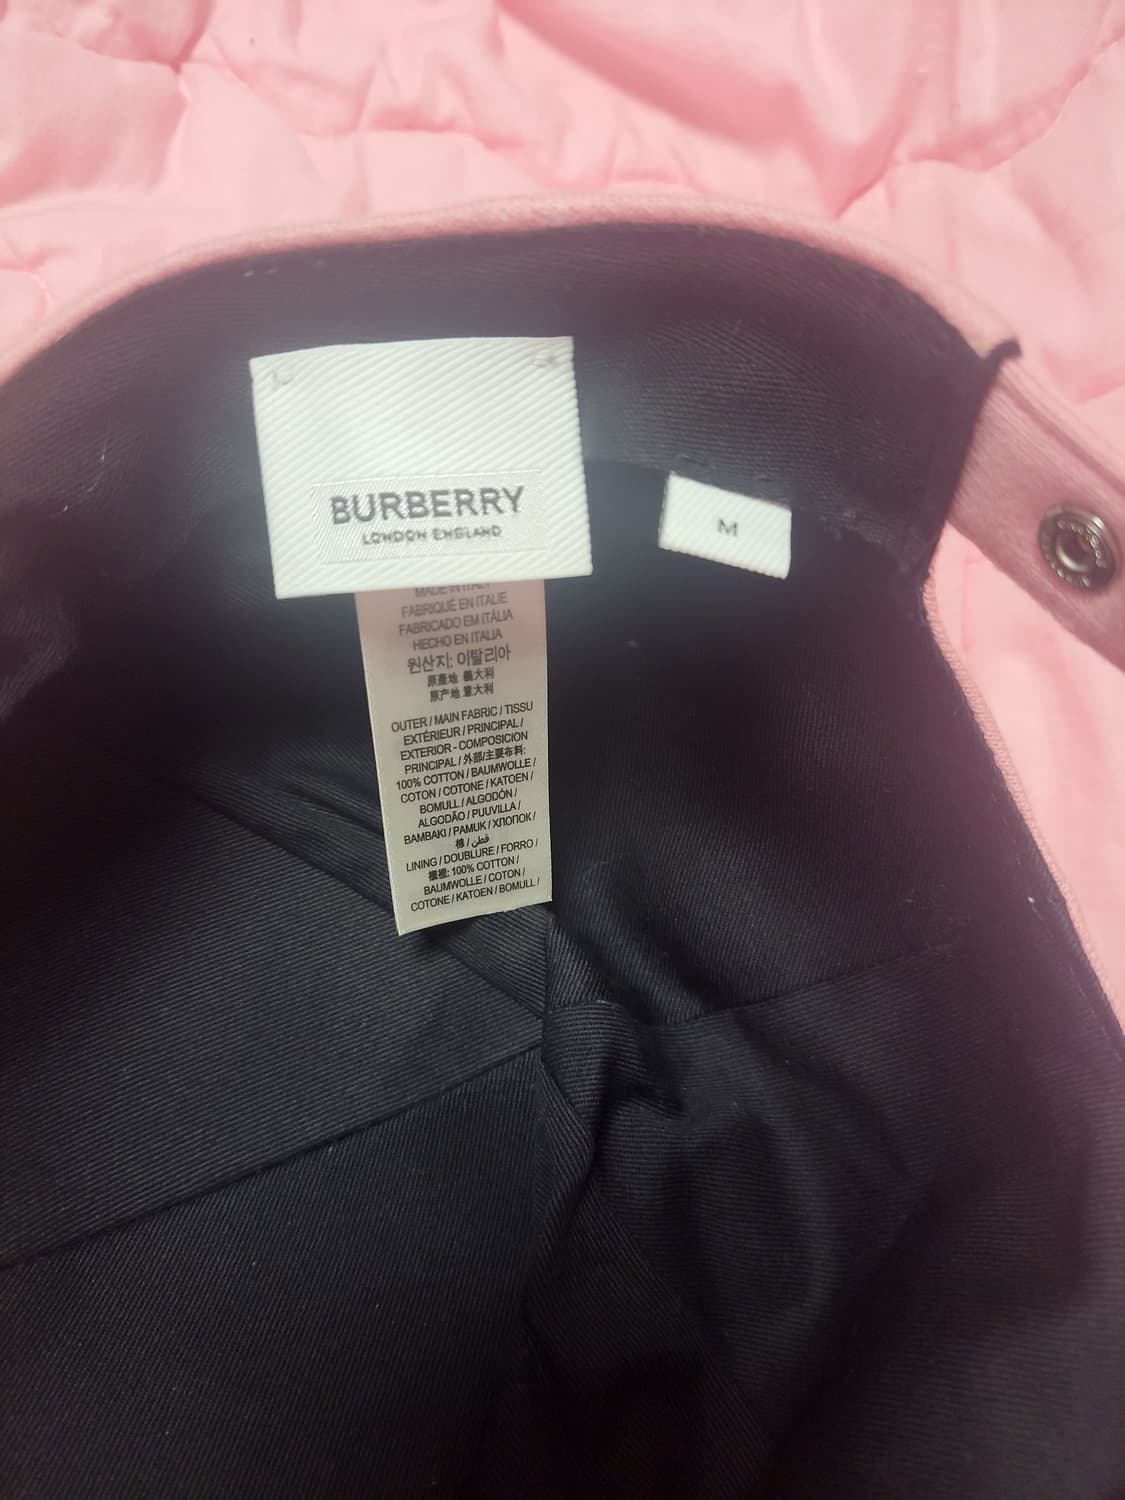 BURBERRY
LONDON ENGLAND
M
MADE IN ITALY
FABRIQUÉ EN ITALIE
FABRICADO EM ITÁLIA
HECHO EN ITALIA
원산지: 이탈리아
原產地 義大利
原产地 意大利
OUTER / MAIN FABRIC / TISSU
EXTÉRIEUR / PRINCIPAL /
EXTERIOR - COMPOSICION
PRINCIPAL / 外部/主要布料:
100% COTTON / BAUMWOLLE /
COTON / COTONE / KATOEN /
BOMULL / ALGODÓN /
ALGODÃO / PUUVILLA /
BAMBAKI / PAMUK / ХЛОПОК /
棉 / قطن
LINING / DOUBLURE / FORRO /
襯裡: 100% COTTON /
BAUMWOLLE / COTON /
COTONE / KATOEN / BOMULL /